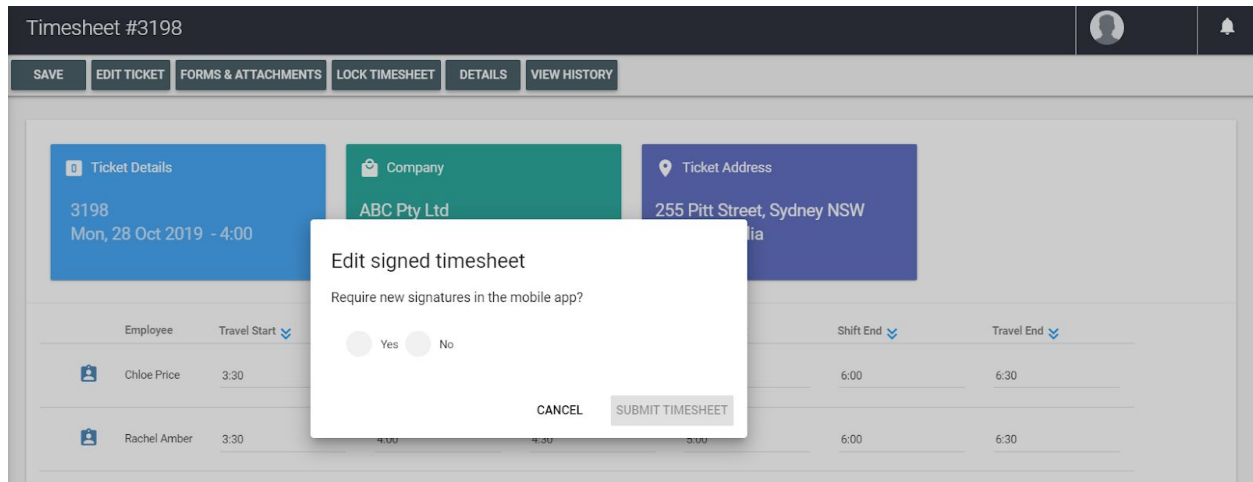 Timesheet #3198
SAVE EDIT TICKET FORMS & ATTACHMENTS LOCK TIMESHEET DETAILS VIEW HISTORY
Ticket Details
3198
Mon, 28 Oct 2019 - 4:00
Company
ABC Pty Ltd
Ticket Address
255 Pitt Street, Sydney NSW
lia
Edit signed timesheet
Require new signatures in the mobile app?
Yes No
CANCEL SUBMIT TIMESHEET
Employee Travel Start Shift End Travel End
Chloe Price 3:30 6:00 6:30
Rachel Amber 3:30 4:00 4:30 5:00 6:00 6:30